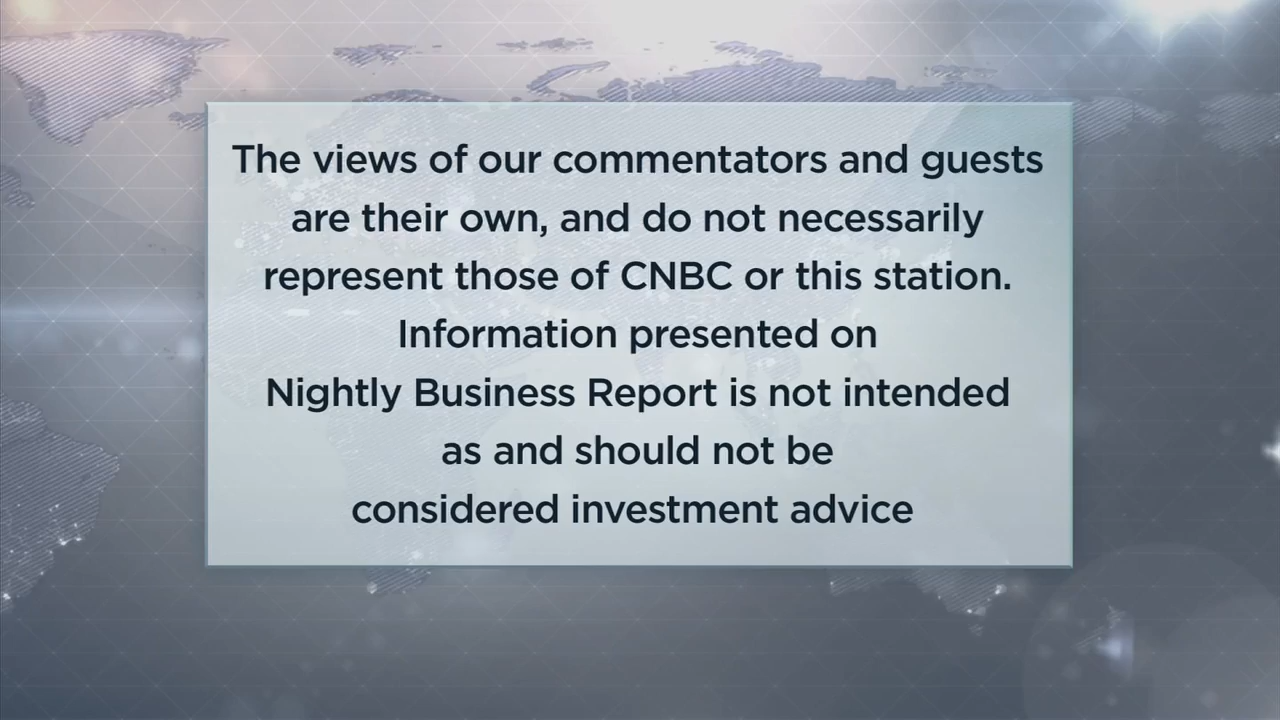 The views of our commentators and guests
are their own, and do not necessarily
represent those of CNBC or this station.
Information presented on
Nightly Business Report is not intended
as and should not be
considered investment advice